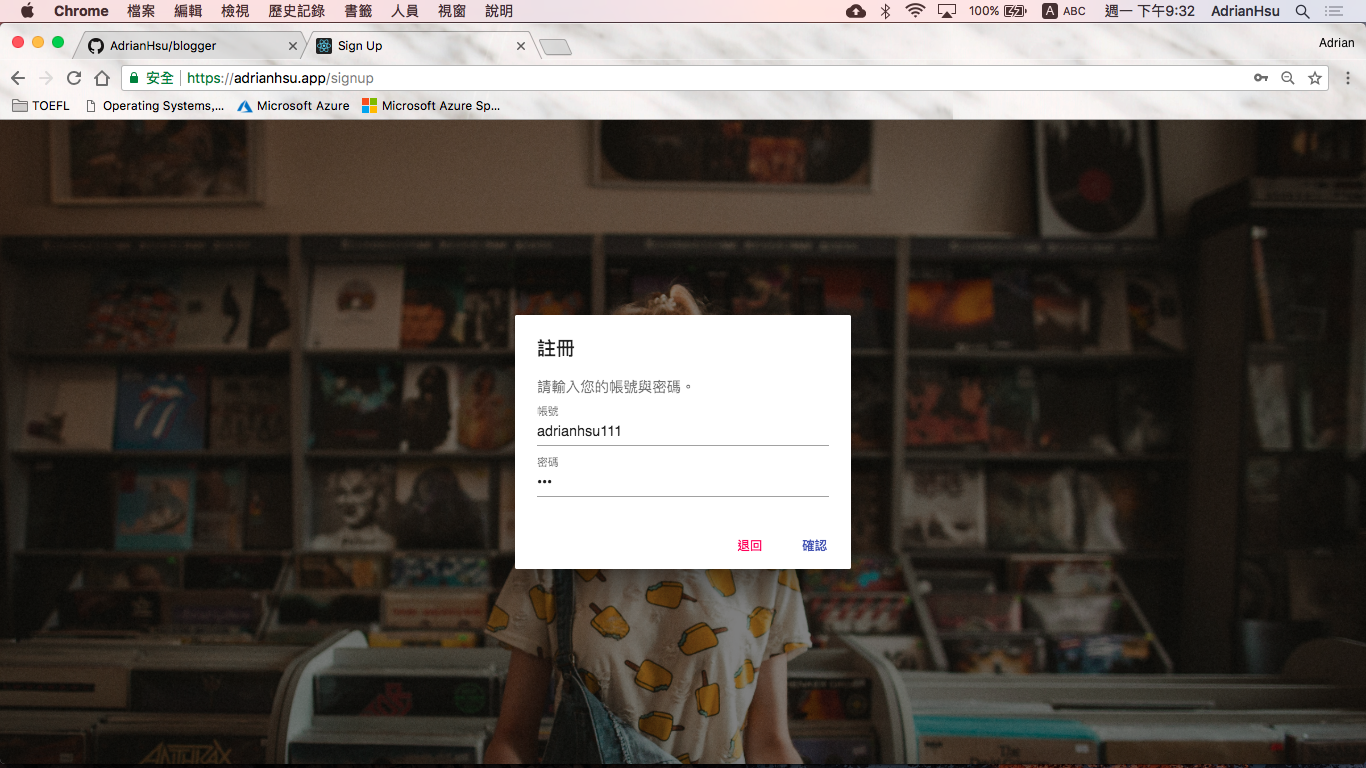 Chrome 檔案 編輯 檢視 歷史記錄 書籤 人員 視窗 說明 100% A ABC 週一 下午9:32 AdrianHsu
AdrianHsu/blogger Sign Up Adrian
安全 https://adrianhsu.app/signup
TOEFL Operating Systems,... Microsoft Azure Microsoft Azure Sp...
註冊
請輸入您的帳號與密碼。
帳號
adrianhsu111
密碼
•••
退回 確認
ANTHRAX
The